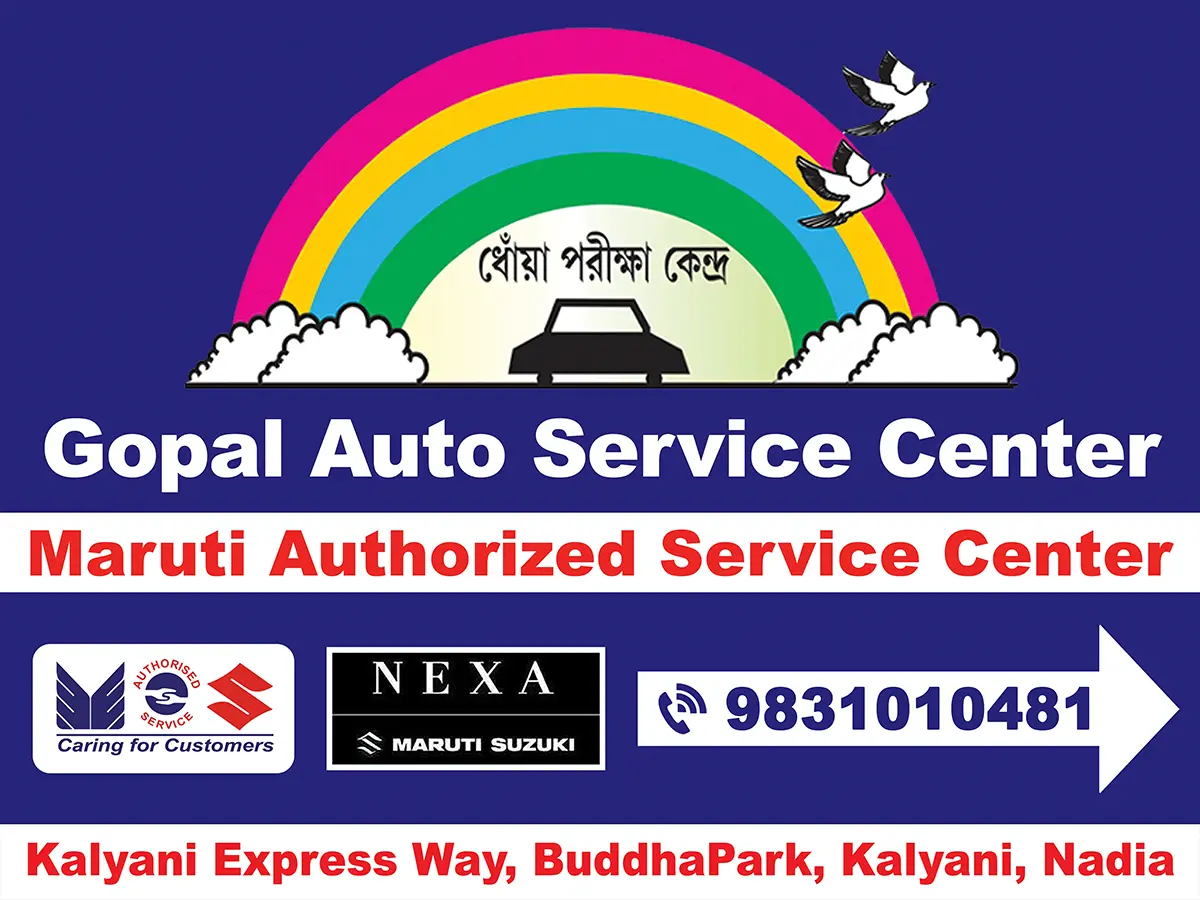 ধোঁয়া পরীক্ষা কেন্দ্র
Gopal Auto Service Center
Maruti Authorized Service Center
AUTHORISED
SERVICE
Caring for Customers
NEXA
MARUTI SUZUKI
9831010481
Kalyani Express Way, BuddhaPark, Kalyani, Nadia